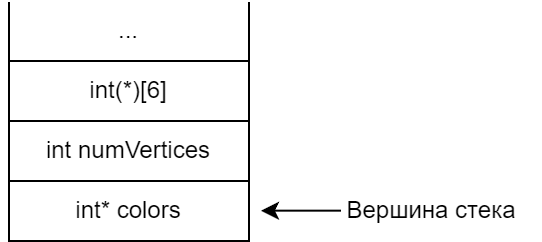 ...
int(*)[6]
int numVertices
int* colors
Вершина стека